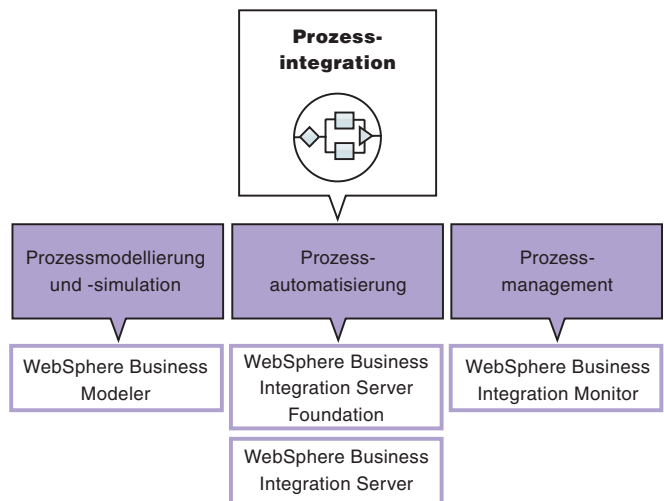 Prozess-
integration
Prozessmodellierung
und -simulation
Prozess-
automatisierung
Prozess-
management
WebSphere Business
Modeler
WebSphere Business
Integration Server
Foundation
WebSphere Business
Integration Server
WebSphere Business
Integration Monitor